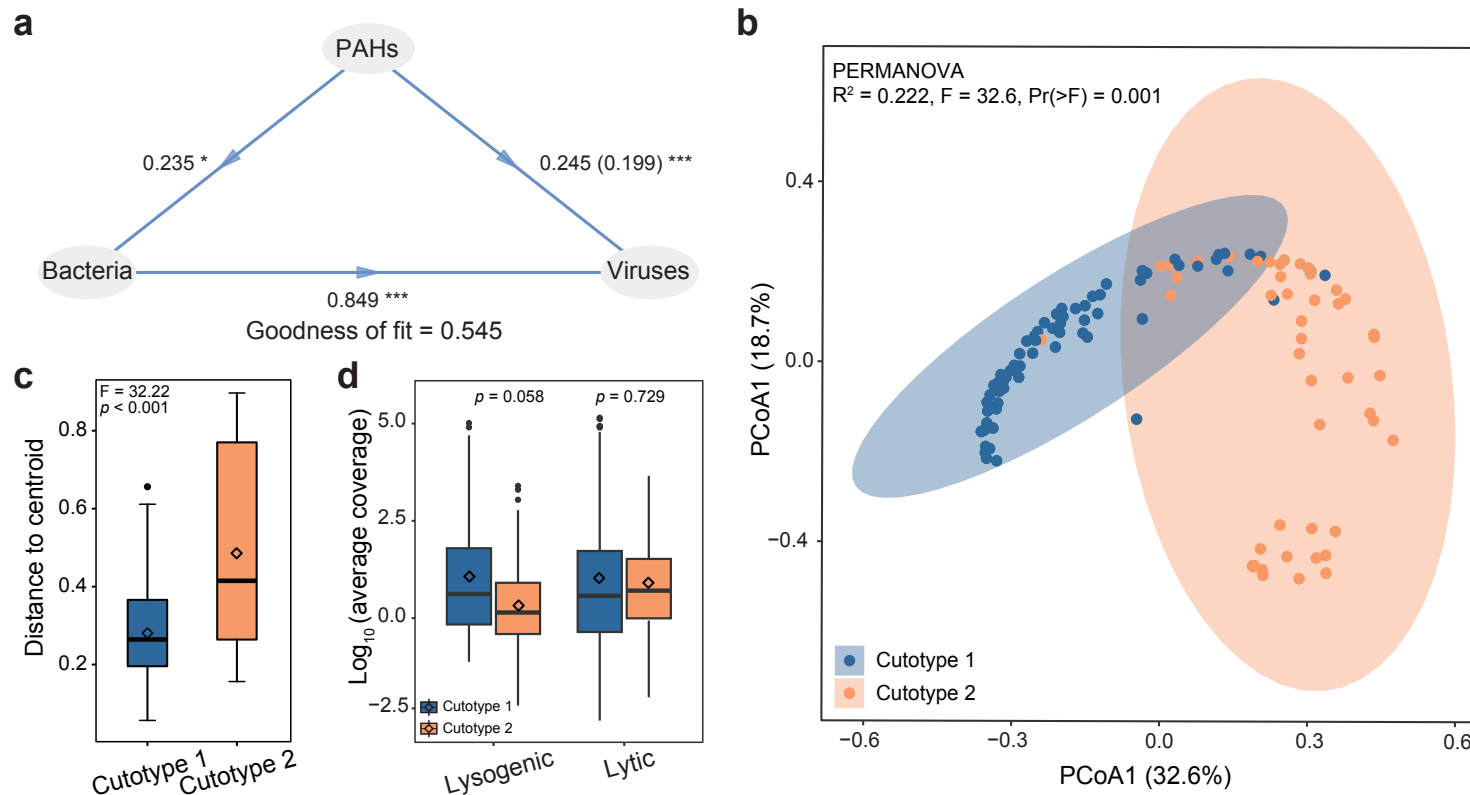 a
PAHs
0.235 *
0.245 (0.199) ***
Bacteria
Viruses
0.849 ***
Goodness of fit = 0.545
b
PERMANOVA
R² = 0.222, F = 32.6, Pr(>F) = 0.001
0.4
0.0
−0.4
PCoA1 (18.7%)
Cutotype 1
Cutotype 2
−0.6
−0.3
0.0
0.3
0.6
PCoA1 (32.6%)
c
F = 32.22
p < 0.001
0.8
0.6
0.4
0.2
Distance to centroid
Cutotype 1
Cutotype 2
d
p = 0.058
p = 0.729
5.0
2.5
0.0
−2.5
Log₁₀ (average coverage)
Cutotype 1
Cutotype 2
Lysogenic
Lytic